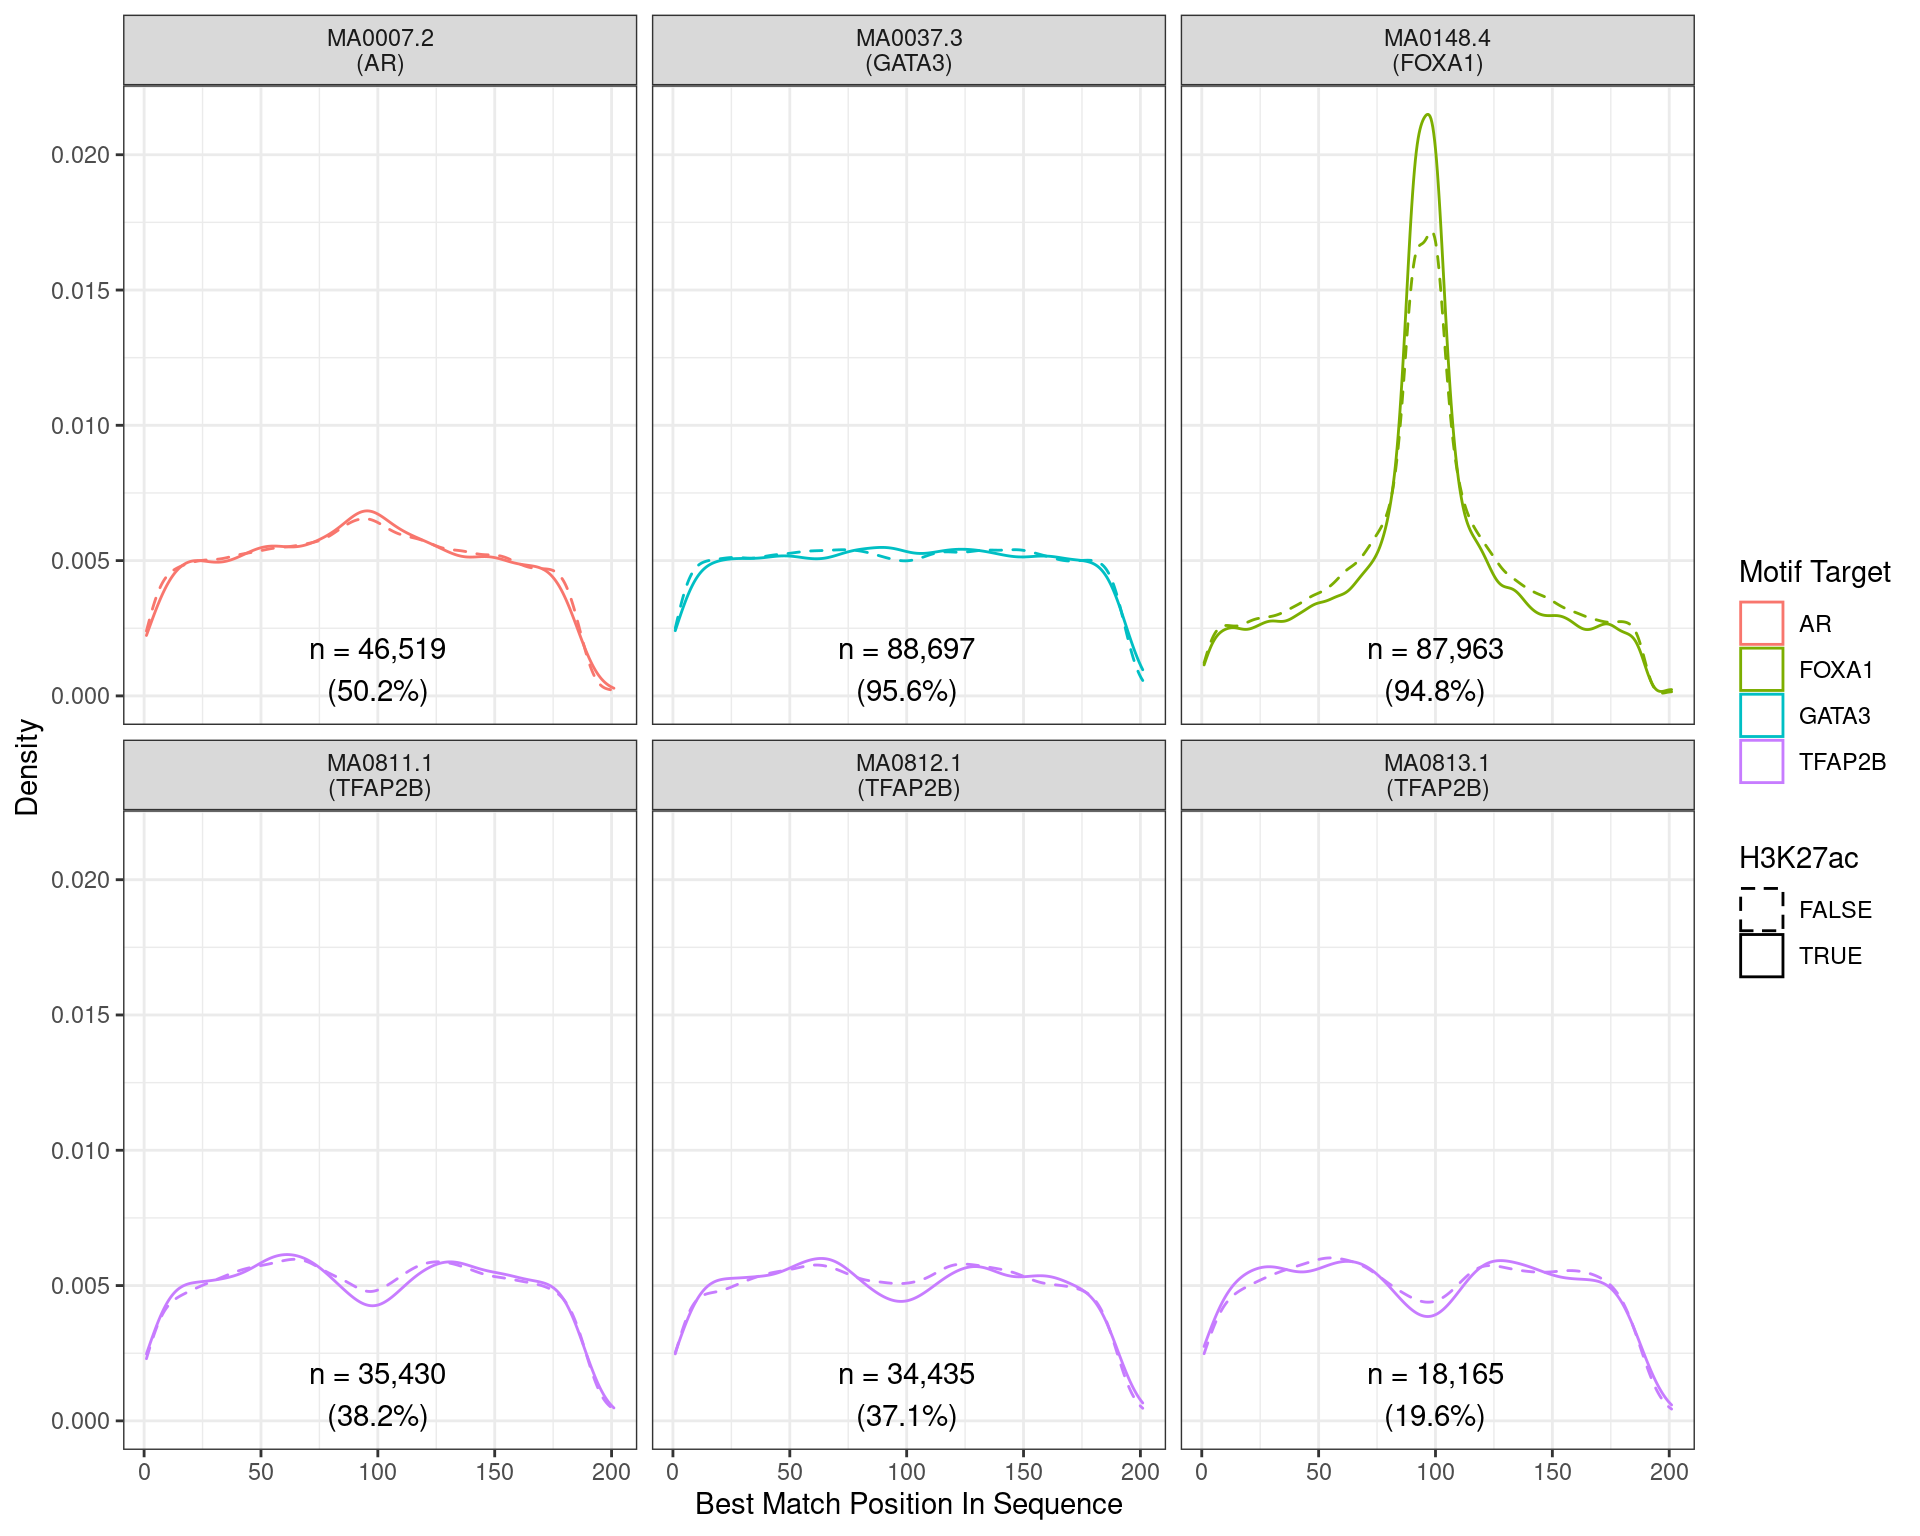 MA0007.2
(AR)
MA0037.3
(GATA3)
MA0148.4
(FOXA1)
0.020
0.015
0.010
0.005
0.000
n = 46,519
(50.2%)
n = 88,697
(95.6%)
n = 87,963
(94.8%)
MA0811.1
(TFAP2B)
MA0812.1
(TFAP2B)
MA0813.1
(TFAP2B)
0.020
0.015
0.010
0.005
0.000
n = 35,430
(38.2%)
n = 34,435
(37.1%)
n = 18,165
(19.6%)
0 50 100 150 200
0 50 100 150 200
0 50 100 150 200
Best Match Position In Sequence
Density
Motif Target
AR
FOXA1
GATA3
TFAP2B
H3K27ac
FALSE
TRUE